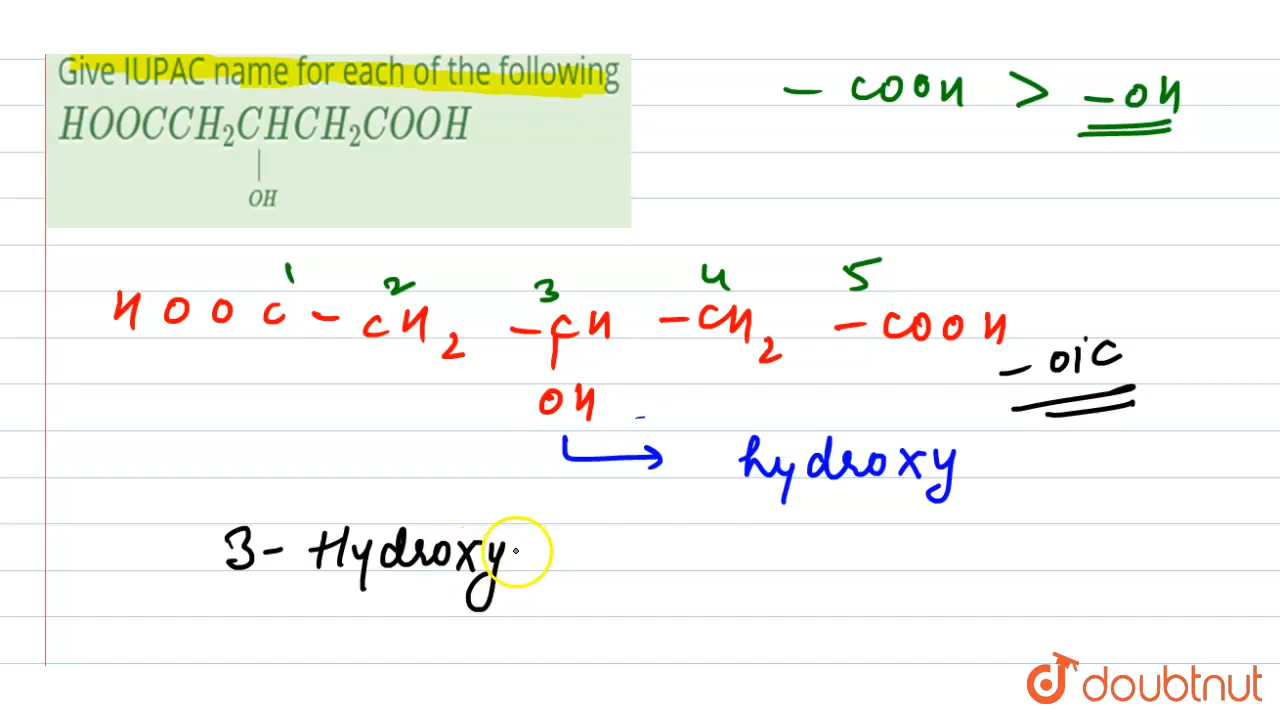 Give IUPAC name for each of the following
HOOCCH₂CHCH₂COOH
|
OH
- COOH > - OH
1 2 3 4 5
HOOC - CH₂ - CH - CH₂ - COOH
- oic
OH
hydroxy
3- Hydroxy
doubtnut